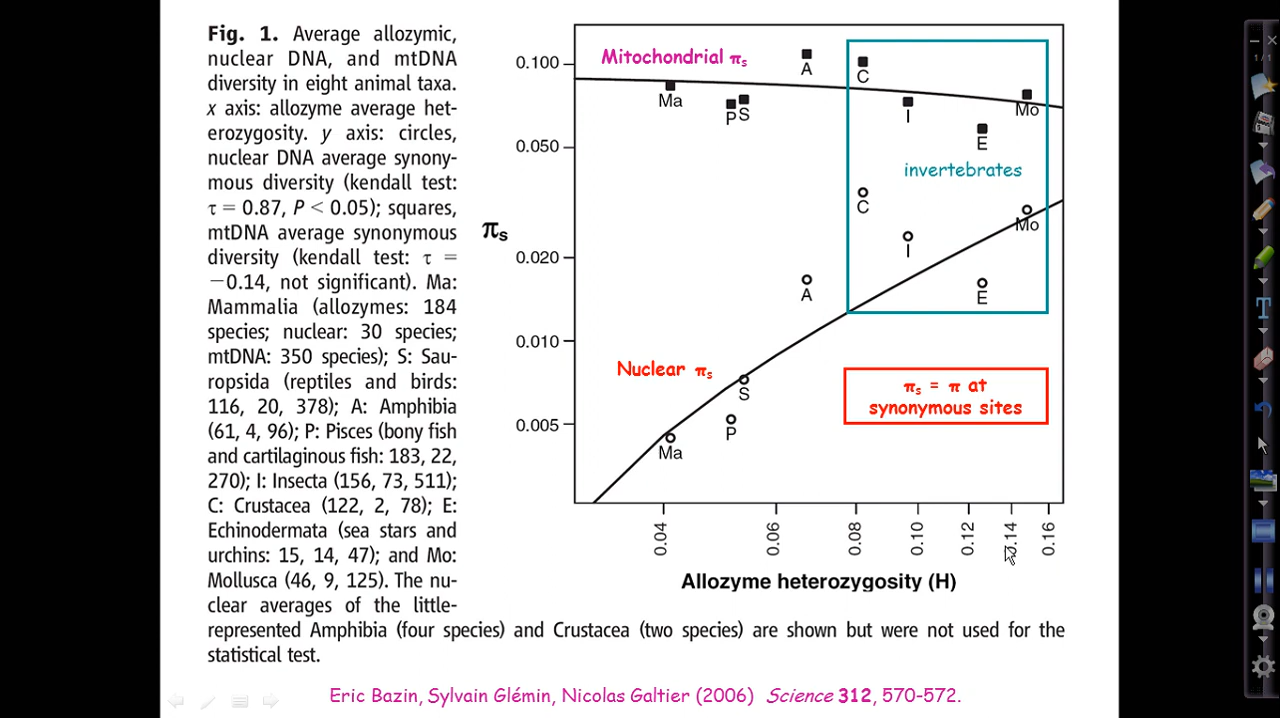 Fig. 1. Average allozymic,
nuclear DNA, and mtDNA
diversity in eight animal taxa.
x axis: allozyme average het-
erozygosity. y axis: circles,
nuclear DNA average synony-
mous diversity (kendall test:
τ = 0.87, P < 0.05); squares,
mtDNA average synonymous
diversity (kendall test: τ =
−0.14, not significant). Ma:
Mammalia (allozymes: 184
species; nuclear: 30 species;
mtDNA: 350 species); S: Sau-
ropsida (reptiles and birds:
116, 20, 378); A: Amphibia
(61, 4, 96); P: Pisces (bony fish
and cartilaginous fish: 183, 22,
270); I: Insecta (156, 73, 511);
C: Crustacea (122, 2, 78); E:
Echinodermata (sea stars and
urchins: 15, 14, 47); and Mo:
Mollusca (46, 9, 125). The nu-
clear averages of the little-
represented Amphibia (four species) and Crustacea (two species) are shown but were not used for the
statistical test.
Mitochondrial πs
0.100
0.050
0.020
0.010
0.005
πs
Ma
P
S
A
C
I
E
Mo
invertebrates
C
I
Mo
A
E
Nuclear πs
S
P
Ma
πs = π at
synonymous sites
0.04
0.06
0.08
0.10
0.12
0.14
0.16
Allozyme heterozygosity (H)
Eric Bazin, Sylvain Glémin, Nicolas Galtier (2006) Science 312, 570-572.
1/1